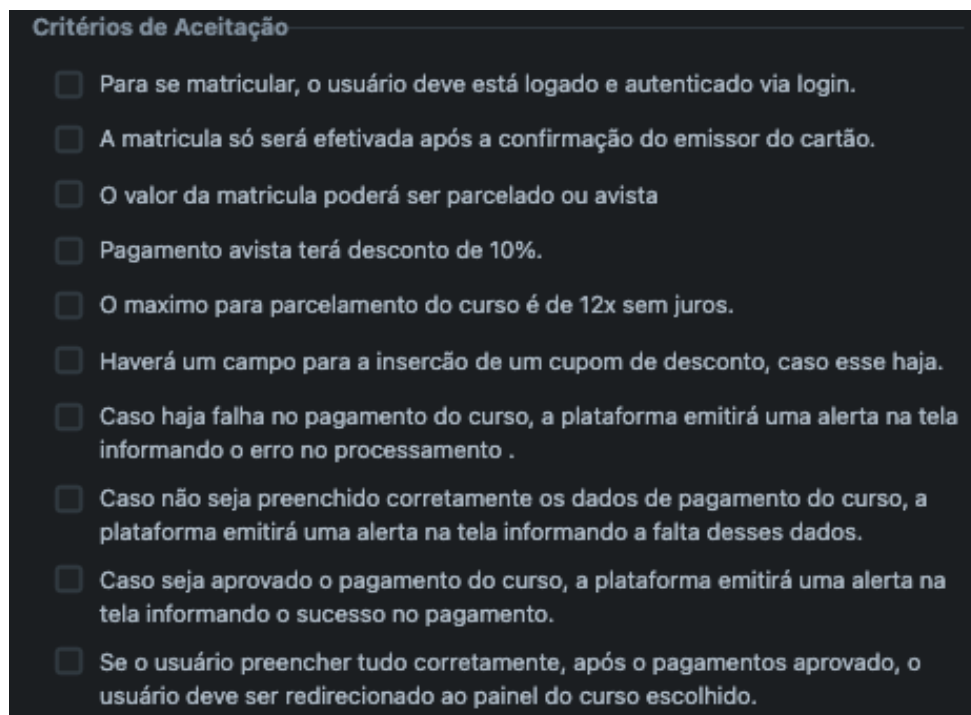 Critérios de Aceitação
Para se matricular, o usuário deve está logado e autenticado via login.
A matricula só será efetivada após a confirmação do emissor do cartão.
O valor da matricula poderá ser parcelado ou avista
Pagamento avista terá desconto de 10%.
O maximo para parcelamento do curso é de 12x sem juros.
Haverá um campo para a insercão de um cupom de desconto, caso esse haja.
Caso haja falha no pagamento do curso, a plataforma emitirá uma alerta na tela
informando o erro no processamento .
Caso não seja preenchido corretamente os dados de pagamento do curso, a
plataforma emitirá uma alerta na tela informando a falta desses dados.
Caso seja aprovado o pagamento do curso, a plataforma emitirá uma alerta na
tela informando o sucesso no pagamento.
Se o usuário preencher tudo corretamente, após o pagamentos aprovado, o
usuário deve ser redirecionado ao painel do curso escolhido.